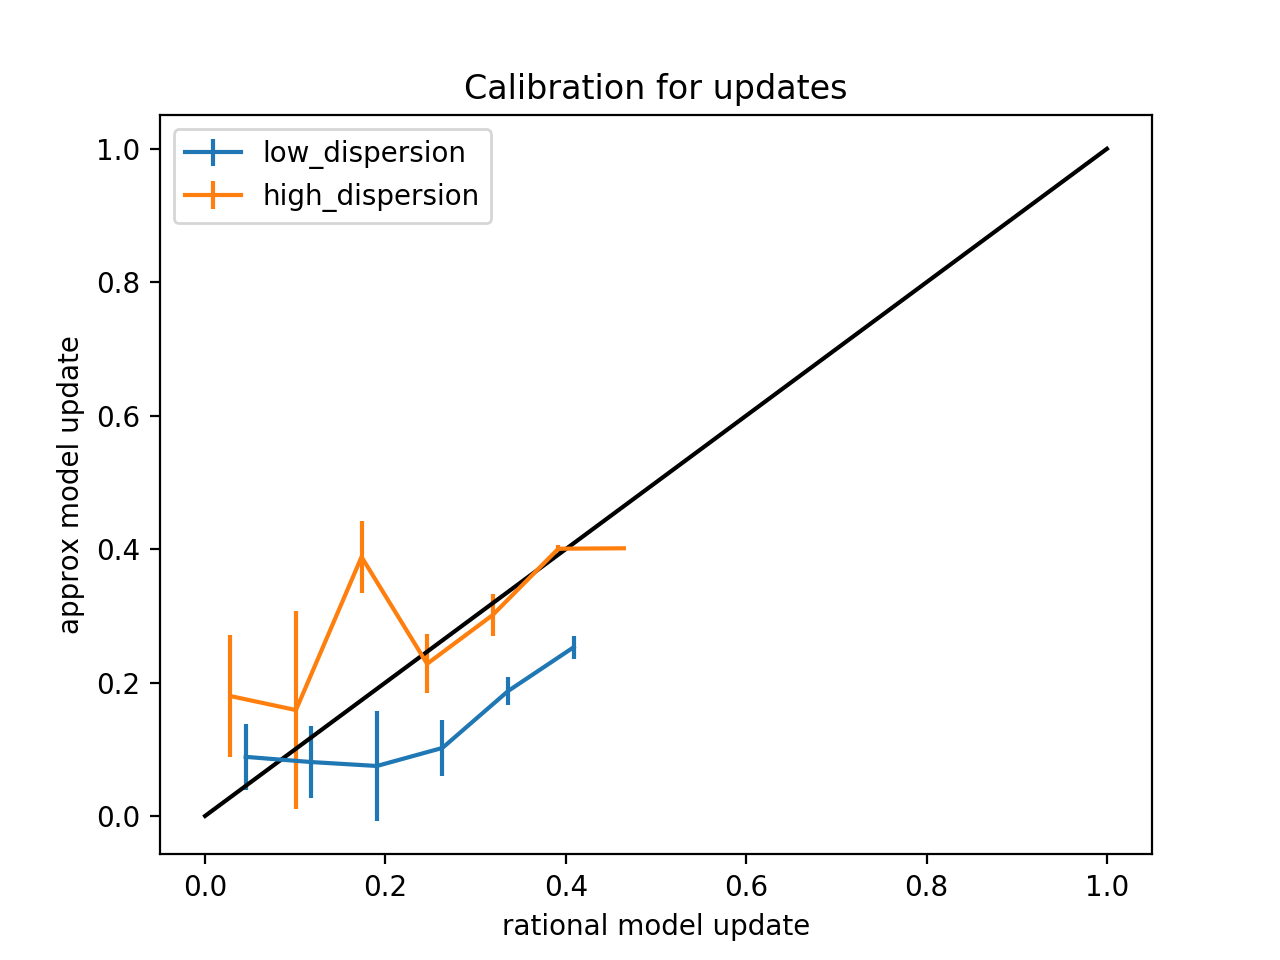 Calibration for updates
low_dispersion
high_dispersion
1.0
0.8
0.6
0.4
0.2
0.0
approx model update
0.0 0.2 0.4 0.6 0.8 1.0
rational model update